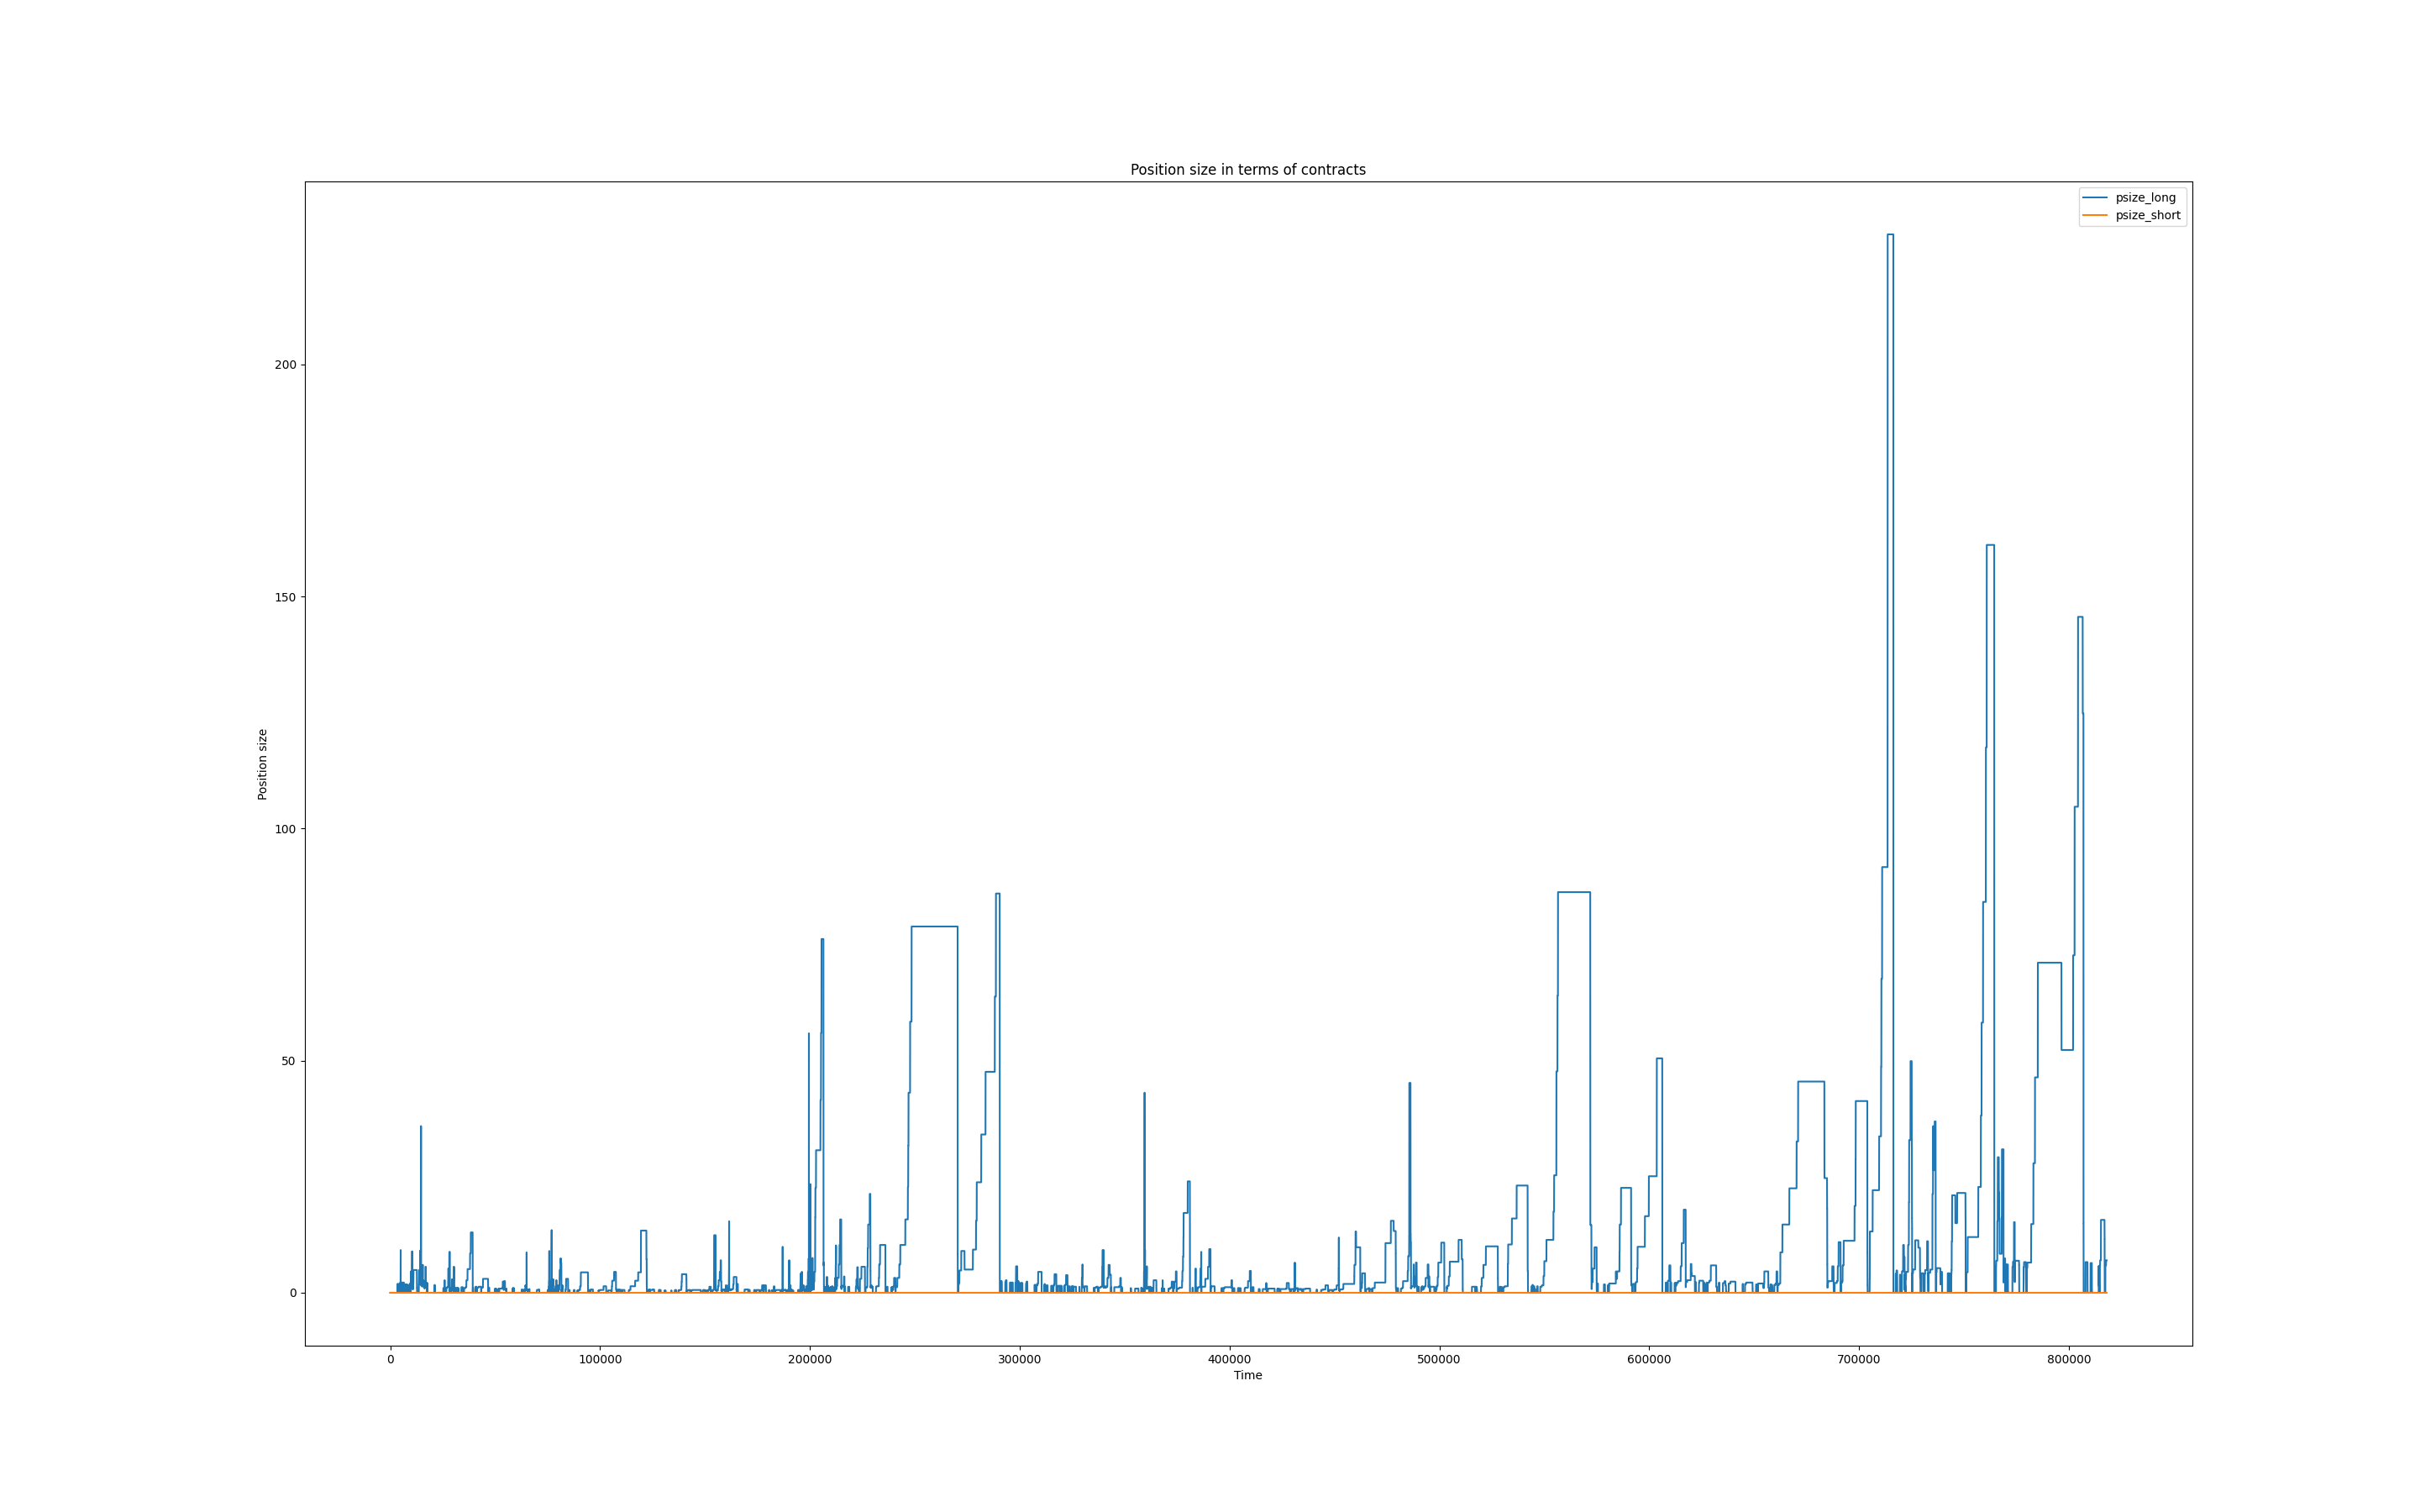 Position size in terms of contracts
psize_long
psize_short
200
150
100
50
0
Position size
0 100000 200000 300000 400000 500000 600000 700000 800000
Time